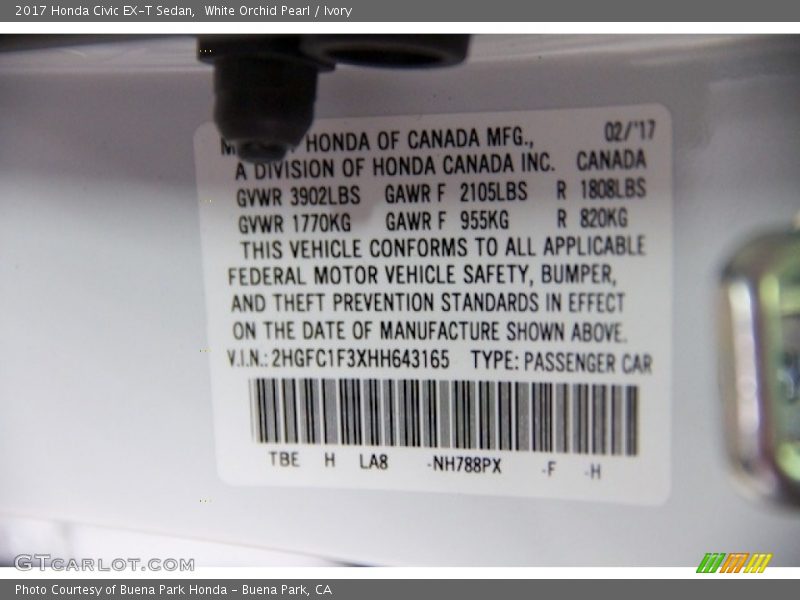 2017 Honda Civic EX-T Sedan, White Orchid Pearl / Ivory
HONDA OF CANADA MFG., 02/'17
A DIVISION OF HONDA CANADA INC. CANADA
GVWR 3902LBS GAWR F 2105LBS R 1808LBS
GVWR 1770KG GAWR F 955KG R 820KG
THIS VEHICLE CONFORMS TO ALL APPLICABLE
FEDERAL MOTOR VEHICLE SAFETY, BUMPER,
AND THEFT PREVENTION STANDARDS IN EFFECT
ON THE DATE OF MANUFACTURE SHOWN ABOVE.
V.I.N.: 2HGFC1F3XHH643165 TYPE: PASSENGER CAR
TBE H LA8 -NH788PX -F -H
GTCARLOT.COM
Photo Courtesy of Buena Park Honda - Buena Park, CA